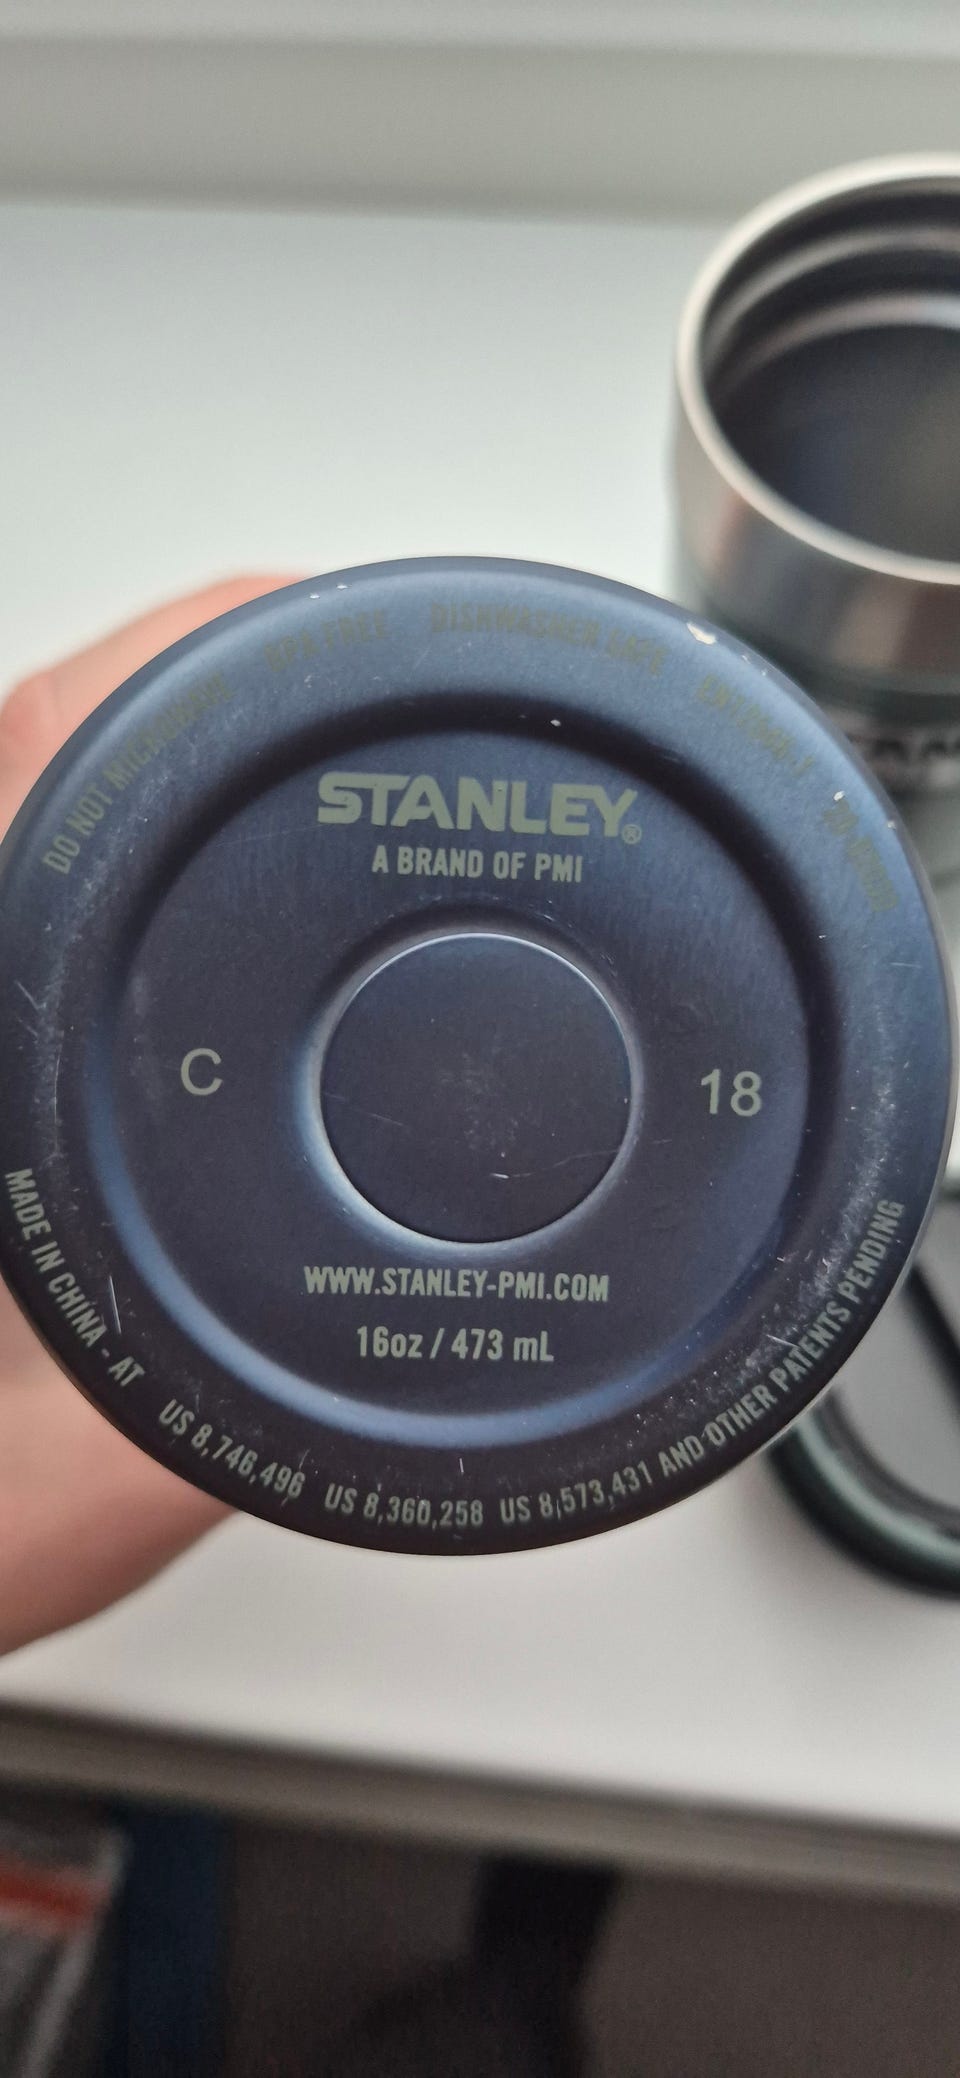 DO NOT MICROWAVE BPA FREE DISHWASHER SAFE EN12546-1
STANLEY®
A BRAND OF PMI
C
18
WWW.STANLEY-PMI.COM
16oz / 473 mL
MADE IN CHINA - AT US 8,746,496 US 8,360,258 US 8,573,431 AND OTHER PATENTS PENDING